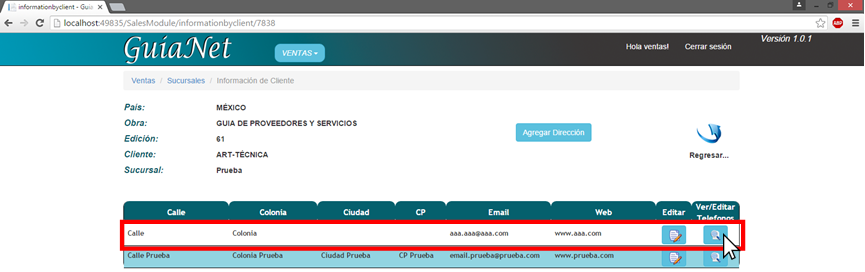 informationbyclient - Guia
localhost:49835/SalesModule/informationbyclient/7838
GuíaNet
VENTAS
Hola ventas!
Cerrar sesión
Versión 1.0.1
Ventas / Sucursales / Información de Cliente
País: MÉXICO
Obra: GUIA DE PROVEEDORES Y SERVICIOS
Edición: 61
Cliente: ART-TÉCNICA
Sucursal: Prueba
Agregar Dirección
Regresar...
Calle Colonia Ciudad CP Email Web Editar Ver/Editar Telefonos
Calle Colonia aaa.aaa@aaa.com www.aaa.com
Calle Prueba Colonia Prueba Ciudad Prueba CP Prueba email.prueba@prueba.com www.prueba.com